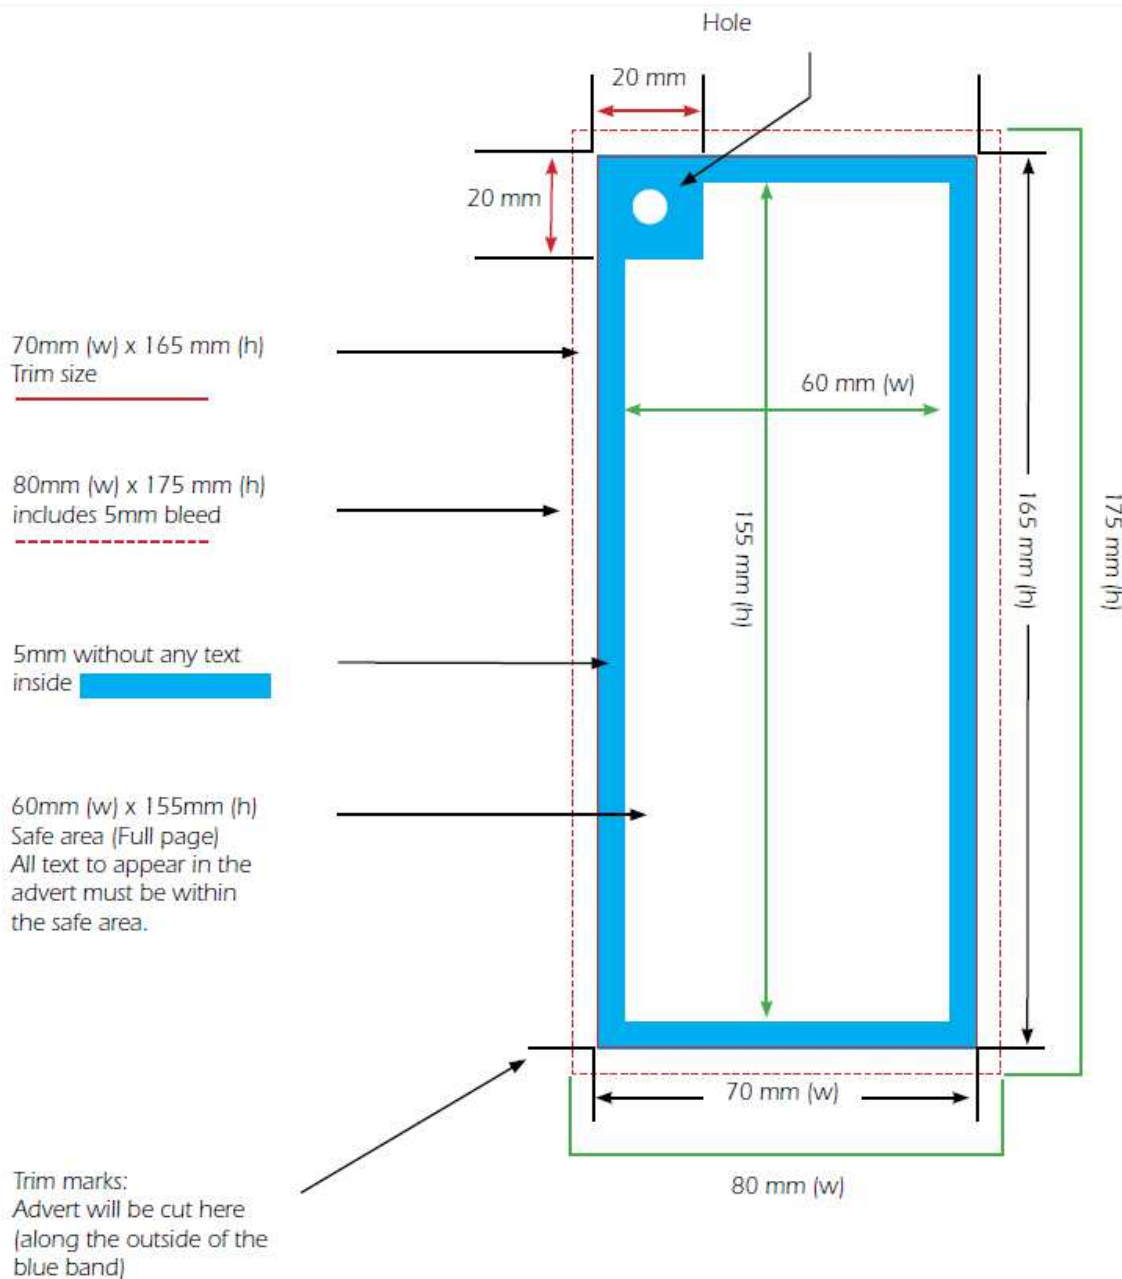 Hole
20 mm
20 mm
70mm (w) x 165 mm (h)
Trim size
60 mm (w)
80mm (w) x 175 mm (h)
includes 5mm bleed
155 mm (h)
165 mm (h)
175 mm (h)
5mm without any text
inside
60mm (w) x 155mm (h)
Safe area (Full page)
All text to appear in the
advert must be within
the safe area.
70 mm (w)
80 mm (w)
Trim marks:
Advert will be cut here
(along the outside of the
blue band)